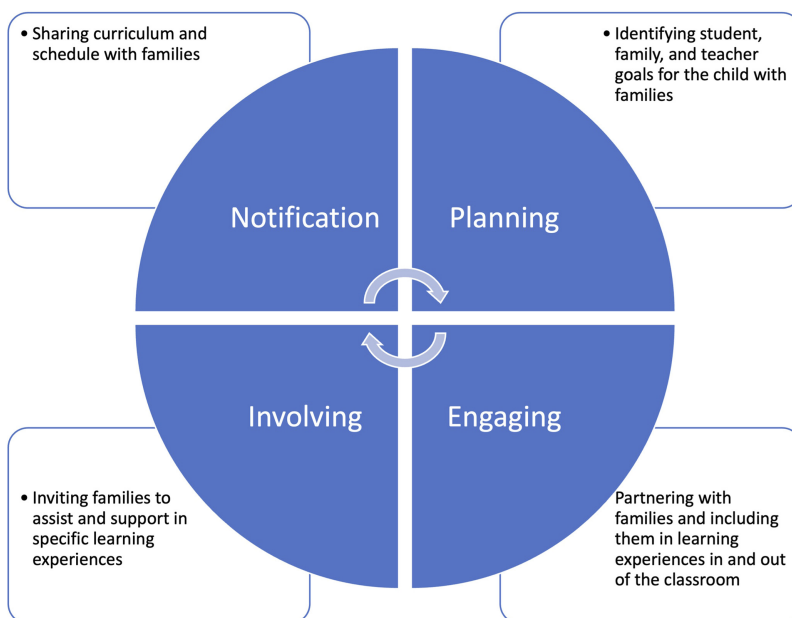 • Sharing curriculum and
schedule with families
• Identifying student,
family, and teacher
goals for the child with
families
Notification
Planning
Involving
Engaging
• Inviting families to
assist and support in
specific learning
experiences
Partnering with
families and including
them in learning
experiences in and out
of the classroom